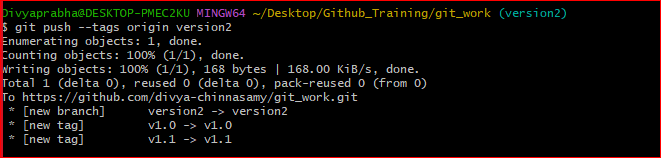 Divyaprabha@DESKTOP-PMEC2KU MINGW64 ~/Desktop/Github_Training/git_work (version2)
$ git push --tags origin version2
Enumerating objects: 1, done.
Counting objects: 100% (1/1), done.
Writing objects: 100% (1/1), 168 bytes | 168.00 KiB/s, done.
Total 1 (delta 0), reused 0 (delta 0), pack-reused 0 (from 0)
To https://github.com/divya-chinnasamy/git_work.git
 * [new branch]      version2 -> version2
 * [new tag]         v1.0 -> v1.0
 * [new tag]         v1.1 -> v1.1